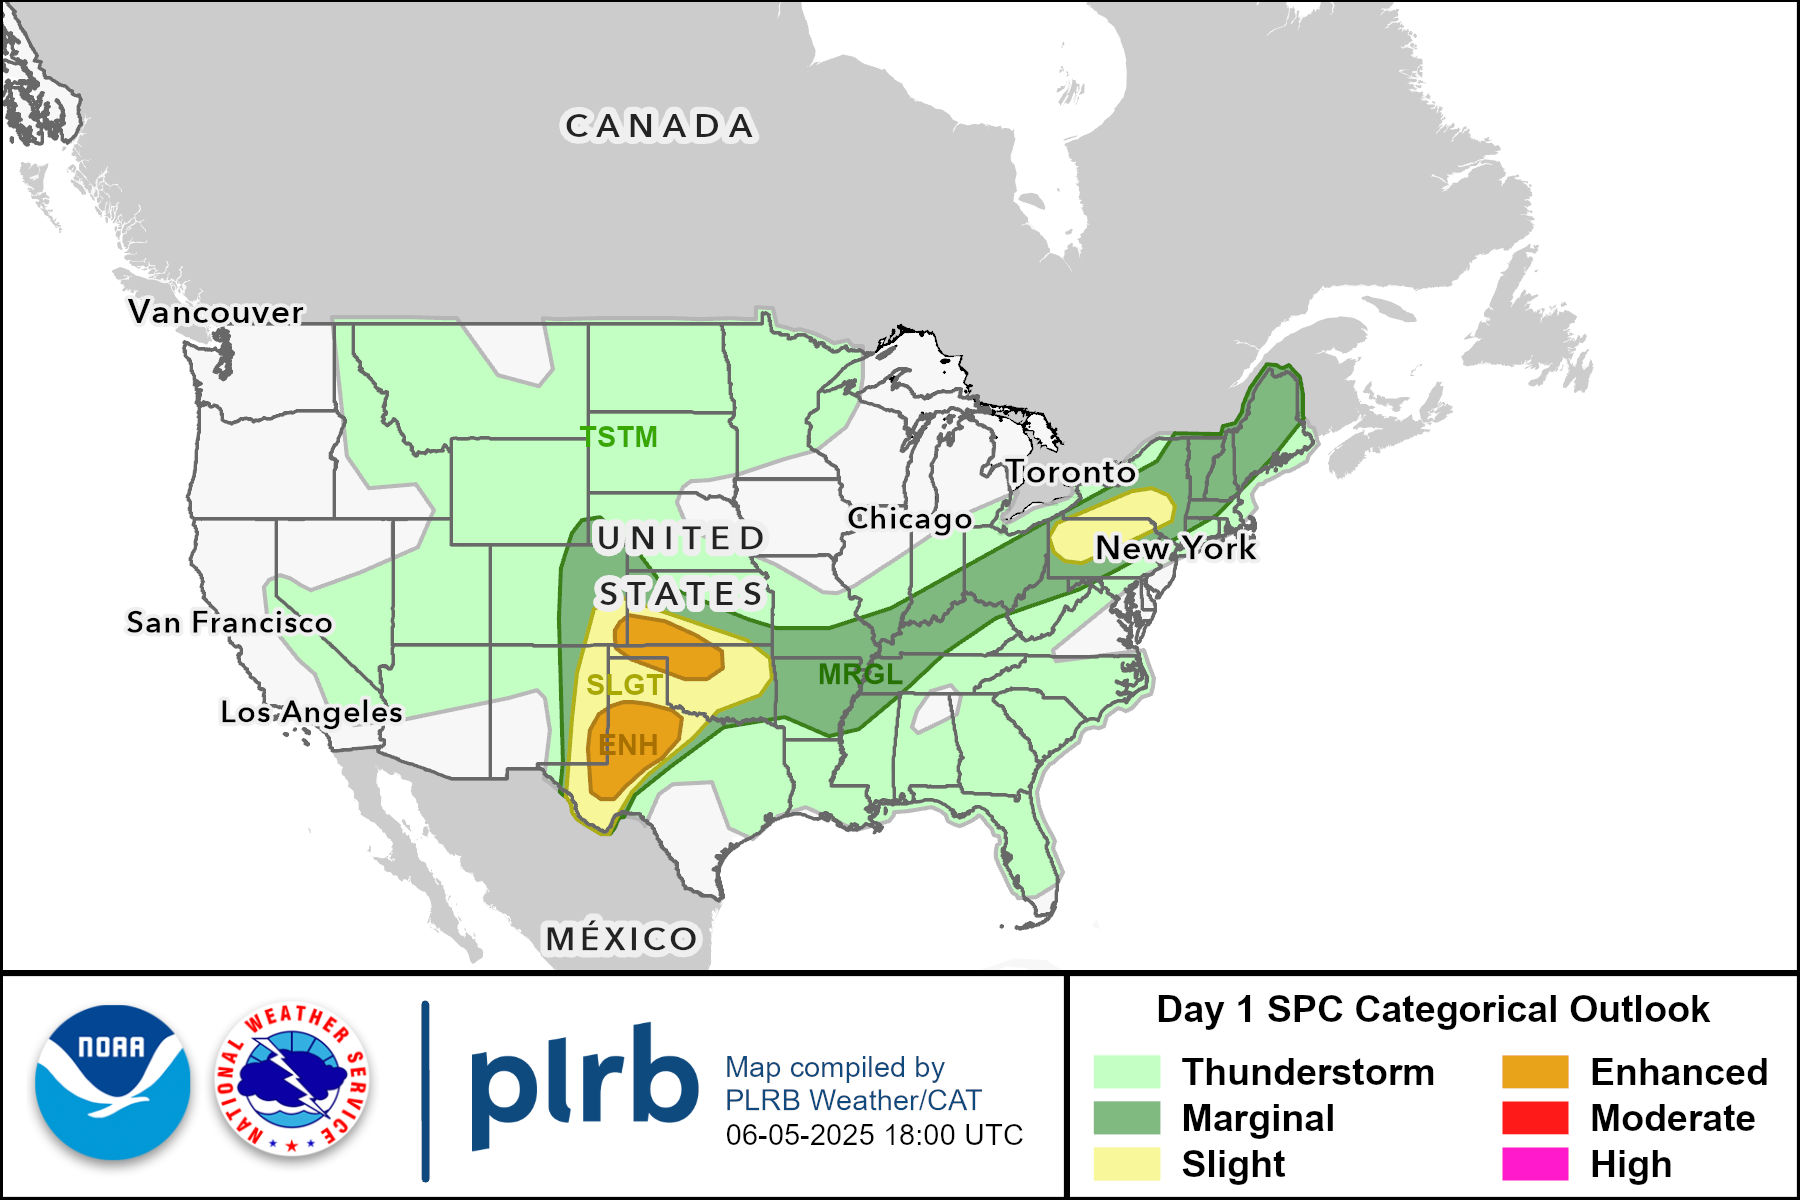 CANADA
Vancouver
TSTM
Toronto
Chicago
UNITED
New York
STATES
San Francisco
MRGL
SLGT
Los Angeles
ENH
MÉXICO
NOAA
NATIONAL WEATHER SERVICE
plrb
Map compiled by
PLRB Weather/CAT
06-05-2025 18:00 UTC
Day 1 SPC Categorical Outlook
Thunderstorm
Enhanced
Marginal
Moderate
Slight
High